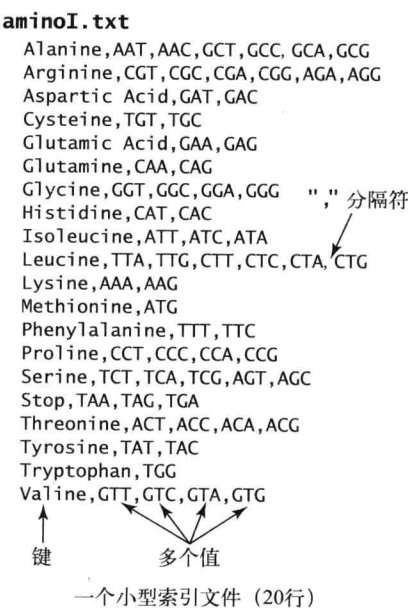 aminoI.txt
Alanine,AAT,AAC,GCT,GCC,GCA,GCG
Arginine,CGT,CGC,CGA,CGG,AGA,AGG
Aspartic Acid,GAT,GAC
Cysteine,TGT,TGC
Glutamic Acid,GAA,GAG
Glutamine,CAA,CAG
Glycine,GGT,GGC,GGA,GGG "," 分隔符
Histidine,CAT,CAC
Isoleucine,ATT,ATC,ATA
Leucine,TTA,TTG,CTT,CTC,CTA,CTG
Lysine,AAA,AAG
Methionine,ATG
Phenylalanine,TTT,TTC
Proline,CCT,CCC,CCA,CCG
Serine,TCT,TCA,TCG,AGT,AGC
Stop,TAA,TAG,TGA
Threonine,ACT,ACC,ACA,ACG
Tyrosine,TAT,TAC
Tryptophan,TGG
Valine,GTT,GTC,GTA,GTG
键 多个值
一个小型索引文件（20行）